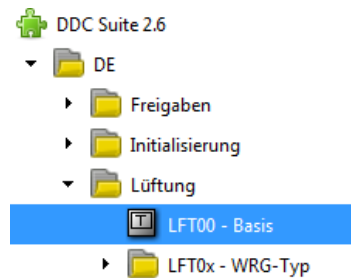 DDC Suite 2.6
DE
Freigaben
Initialisierung
Lüftung
T LFT00 - Basis
LFT0x - WRG-Typ